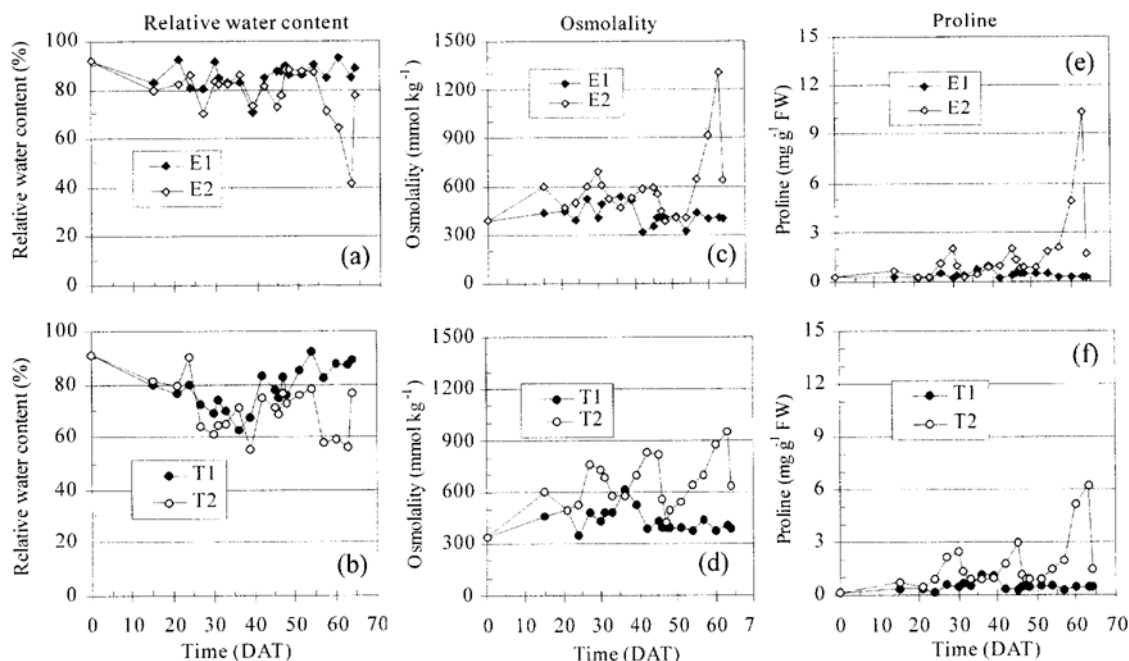 Relative water content
Osmolality
Proline
Relative water content (%)
100
80
60
40
20
0
E1
E2
(a)
Osmolality (mmol kg⁻¹)
1500
1200
900
600
300
0
E1
E2
(c)
Proline (mg g¹ FW)
15
12
9
6
3
0
E1
E2
(e)
Relative water content (%)
100
80
60
40
20
0
T1
T2
(b)
0 10 20 30 40 50 60 70
Time (DAT)
Osmolality (mmol kg⁻¹)
1500
1200
900
600
300
0
T1
T2
(d)
0 10 20 30 40 50 60 7
Time (DAT)
Proline (mg g¹ FW)
15
12
9
6
3
0
T1
T2
(f)
0 10 20 30 40 50 60 70
Time (DAT)